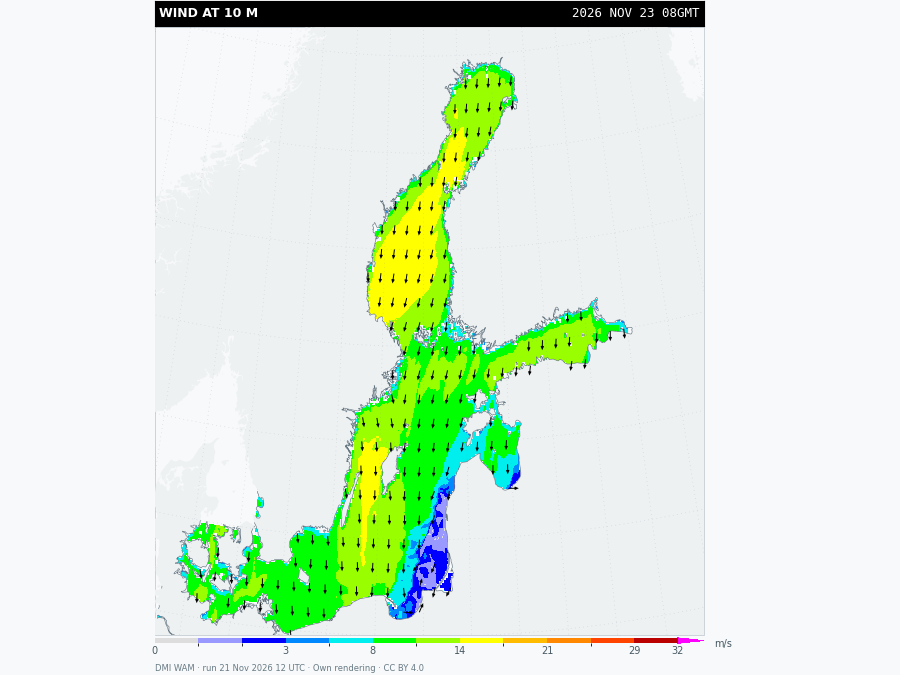 WIND AT 10 M 2026 NOV 23 08GMT
0 3 8 14 21 29 32 m/s
DMI WAM · run 21 Nov 2026 12 UTC · Own rendering · CC BY 4.0